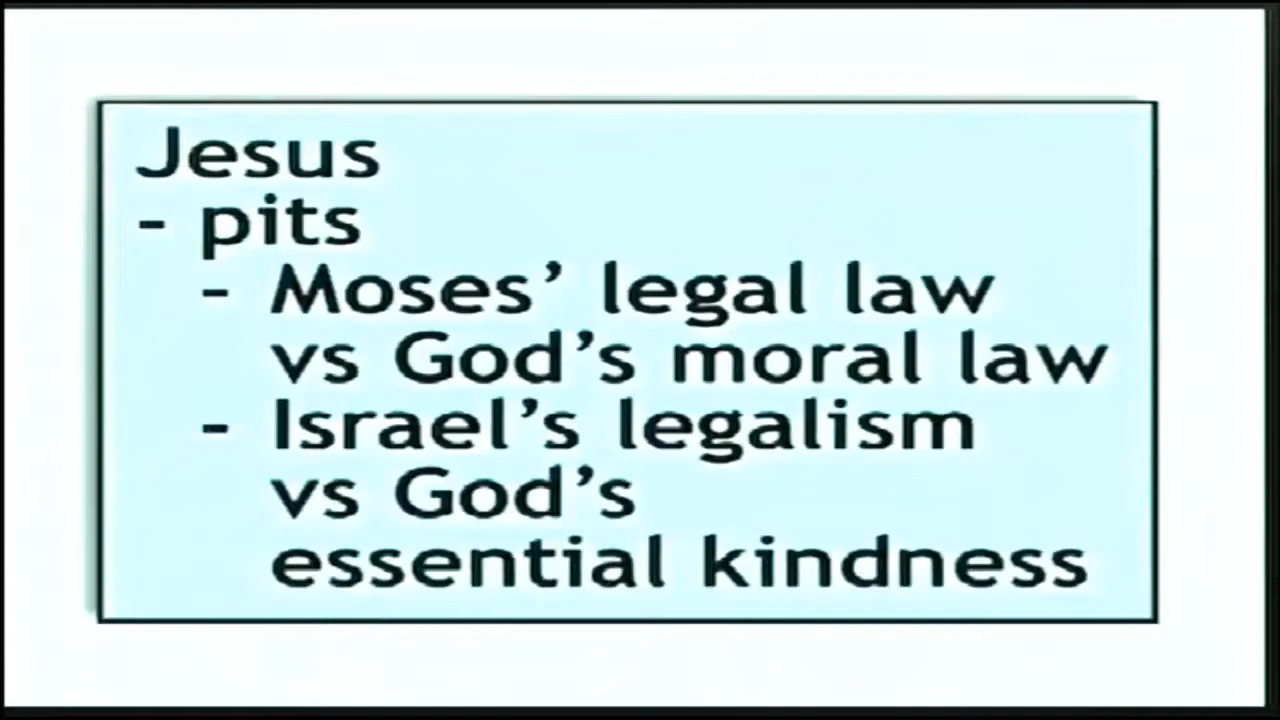 Jesus
- pits
- Moses’ legal law
vs God’s moral law
- Israel’s legalism
vs God’s
essential kindness